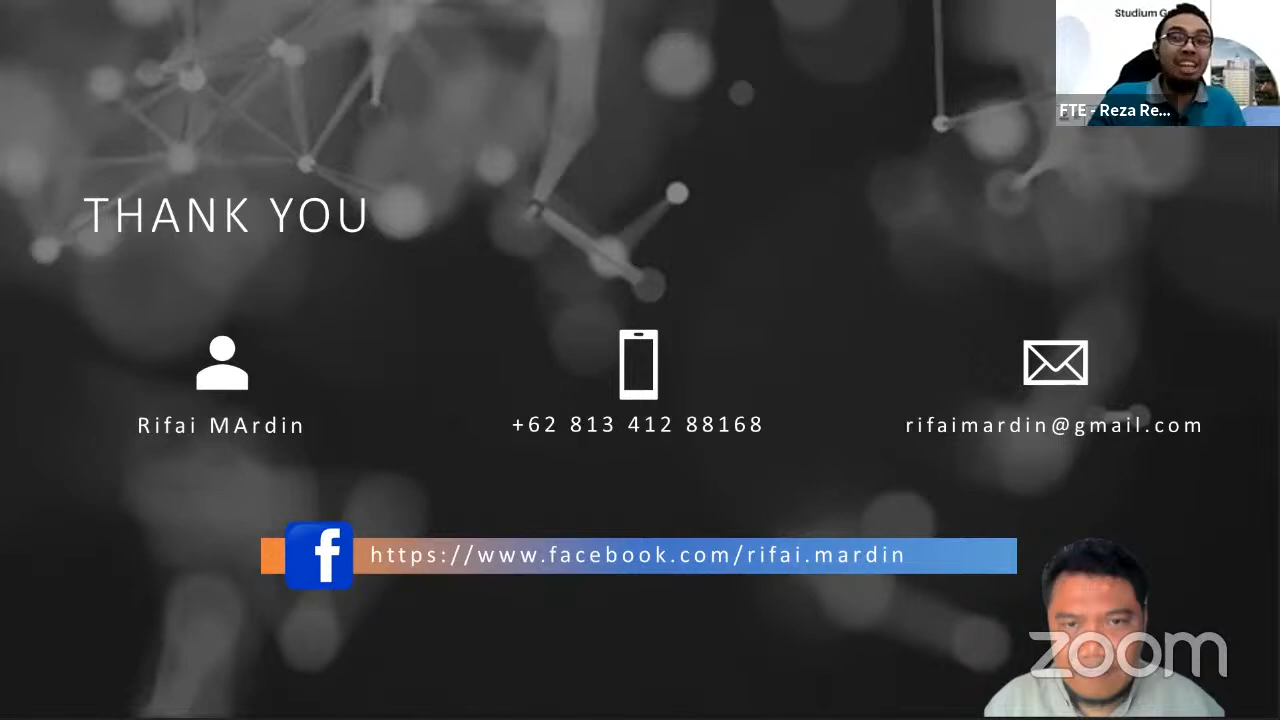 Studium G
FTE - Reza Re...
THANK YOU
Rifai MArdin
+62 813 412 88168
rifaimardin@gmail.com
f https://www.facebook.com/rifai.mardin
zoom